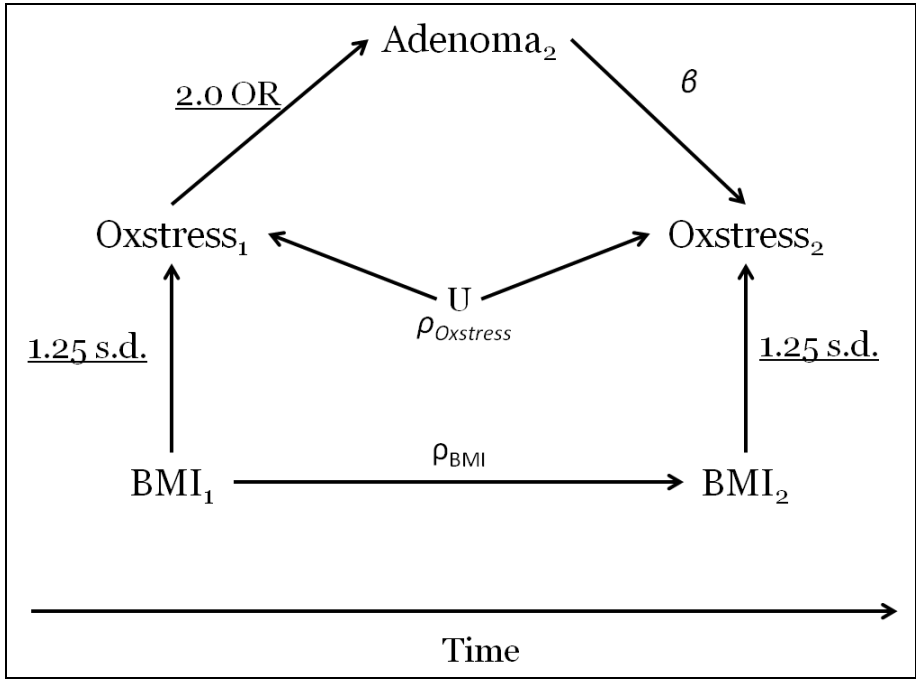 Adenoma₂
2.0 OR
β
Oxstress₁
Oxstress₂
U
ρOxstress
1.25 s.d.
1.25 s.d.
ρBMI
BMI₁
BMI₂
Time